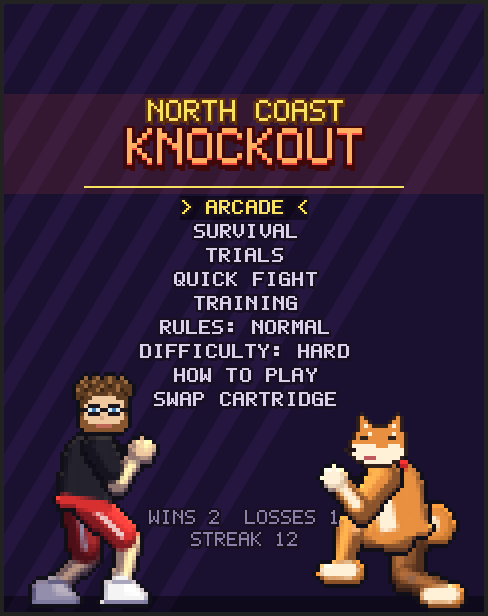 NORTH COAST
KNOCKOUT
> ARCADE <
SURVIVAL
TRIALS
QUICK FIGHT
TRAINING
RULES: NORMAL
DIFFICULTY: HARD
HOW TO PLAY
SWAP CARTRIDGE
WINS 2 LOSSES 1
STREAK 12